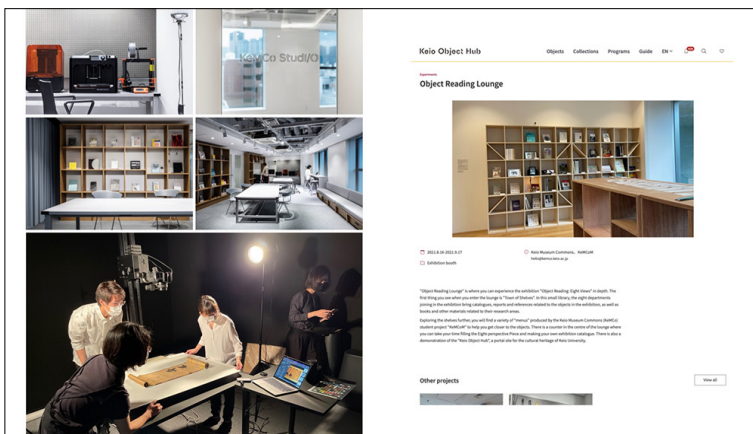 KeMCo StudI/O
Keio Object Hub
Objects Collections Programs Guide EN
Experiments
Object Reading Lounge
2021.8.16-2021.9.17
Exhibition booth
Keio Museum Commons, KeMCoM
hello@kemco.keio.ac.jp
"Object Reading Lounge" is where you can experience the exhibition "Object Reading: Eight Views" in depth. The
first thing you see when you enter the lounge is "Town of Shelves". In this small library, the eight departments
joining in the exhibition bring catalogues, reports and references related to the objects in the exhibition, as well as
books and other materials related to their research areas.
Exploring the shelves further, you will find a variety of "menus" produced by the Keio Museum Commons (KeMCo)
student project "KeMCoM" to help you get closer to the objects. There is a counter in the centre of the lounge where
you can take your time filling the Eight-perspective Piece and making your own exhibition catalogue. There is also a
demonstration of the "Keio Object Hub", a portal site for the cultural heritage of Keio University.
Other projects
View all